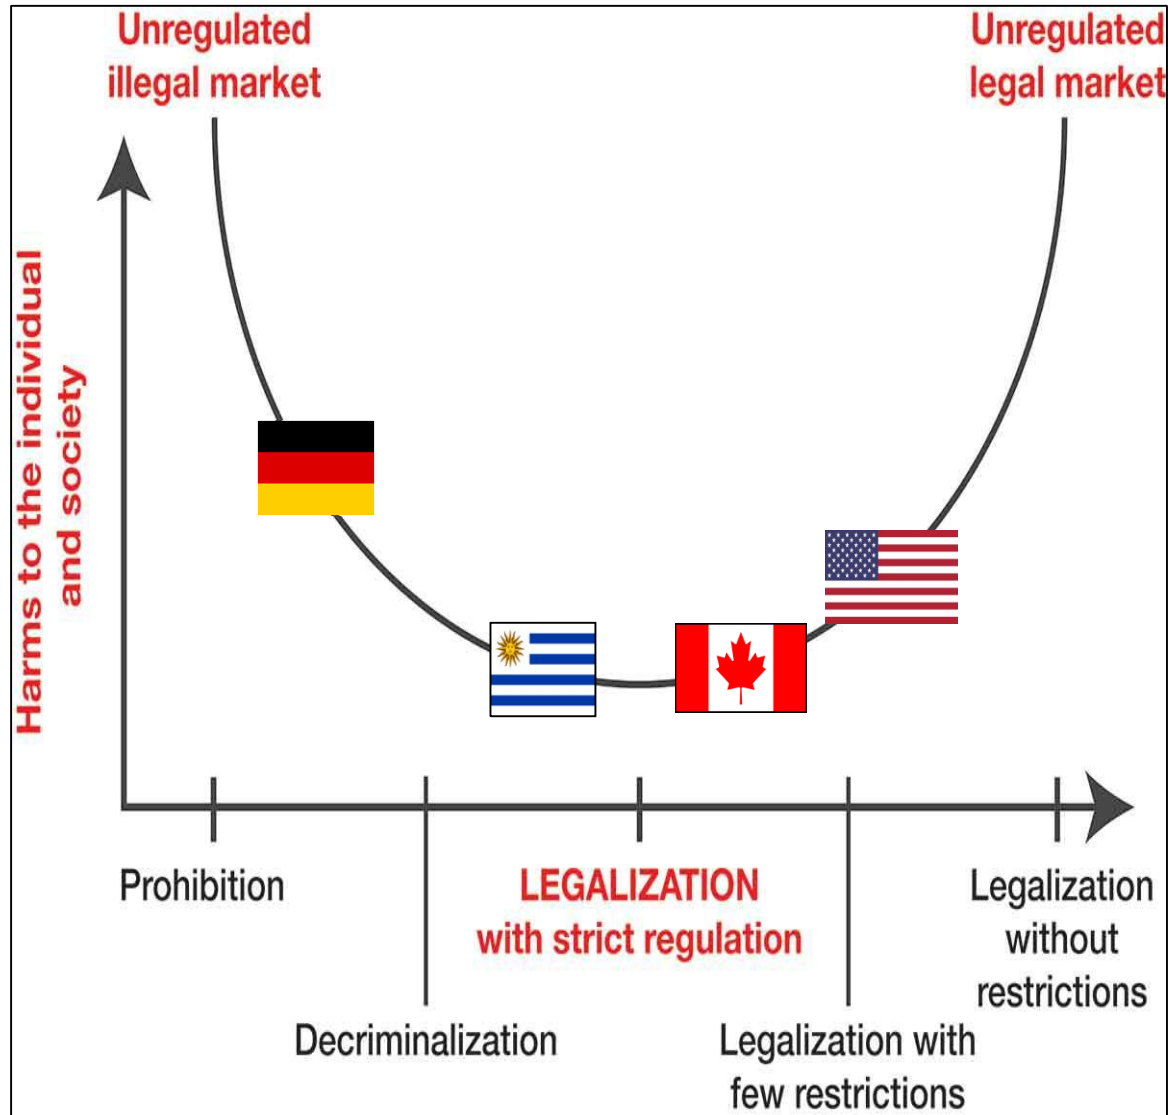 Unregulated
illegal market
Unregulated
legal market
Harms to the individual
and society
Prohibition
Decriminalization
LEGALIZATION
with strict regulation
Legalization with
few restrictions
Legalization
without
restrictions